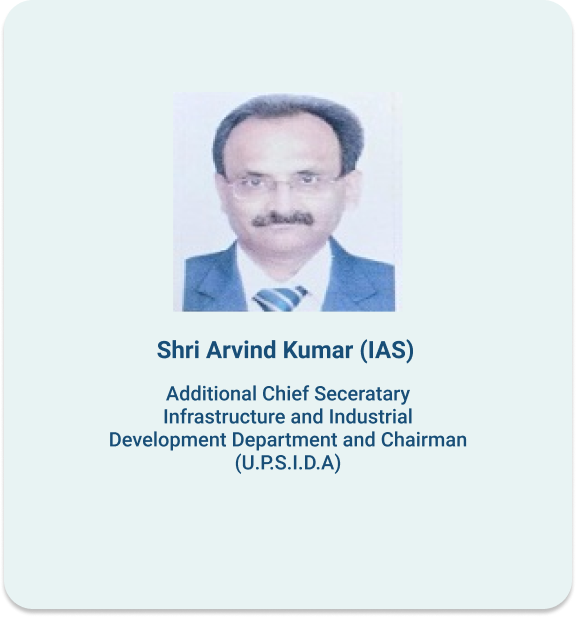 Shri Arvind Kumar (IAS)
Additional Chief Seceratary
Infrastructure and Industrial
Development Department and Chairman
(U.P.S.I.D.A)